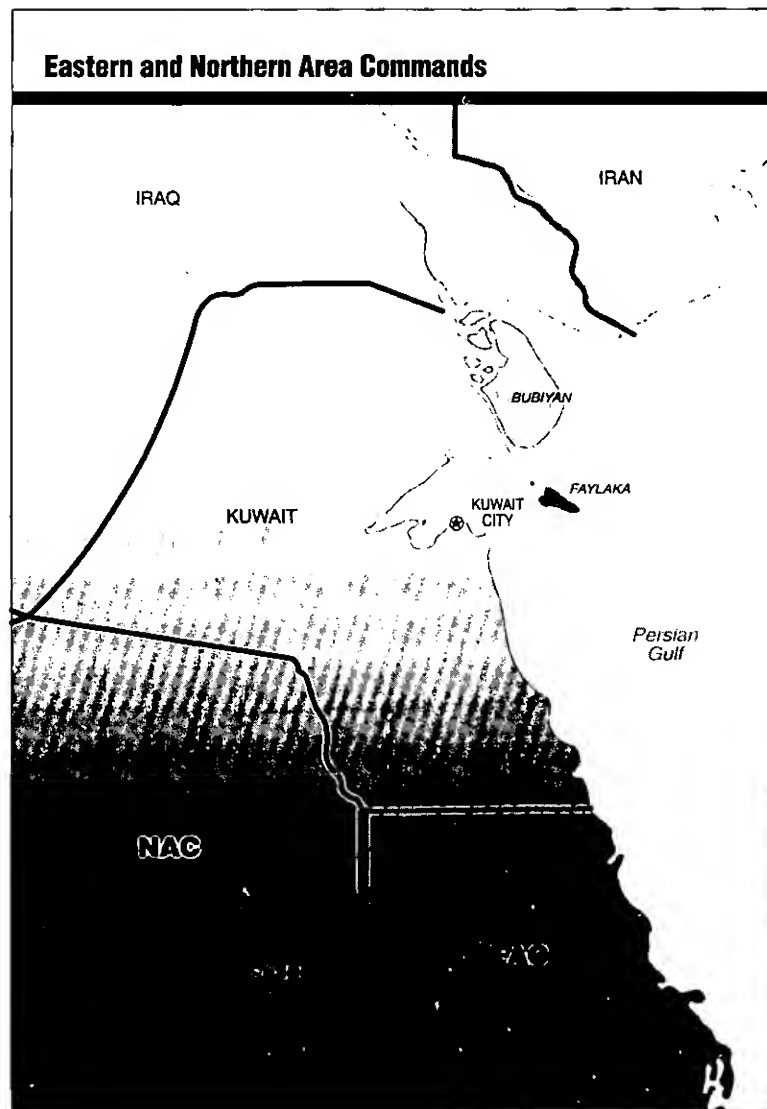 Eastern and Northern Area Commands
IRAQ
IRAN
BUBIYAN
FAYLAKA
KUWAIT
CITY
KUWAIT
Persian
Gulf
NAC